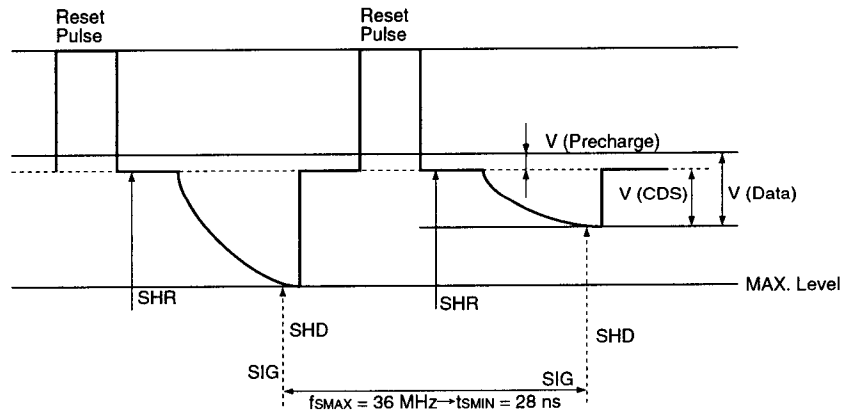 Reset
Pulse
Reset
Pulse
V (Precharge)
V (CDS)
V (Data)
MAX. Level
SHR
SHR
SHD
SHD
SIG
SIG
fSMAX = 36 MHz→tSMIN = 28 ns